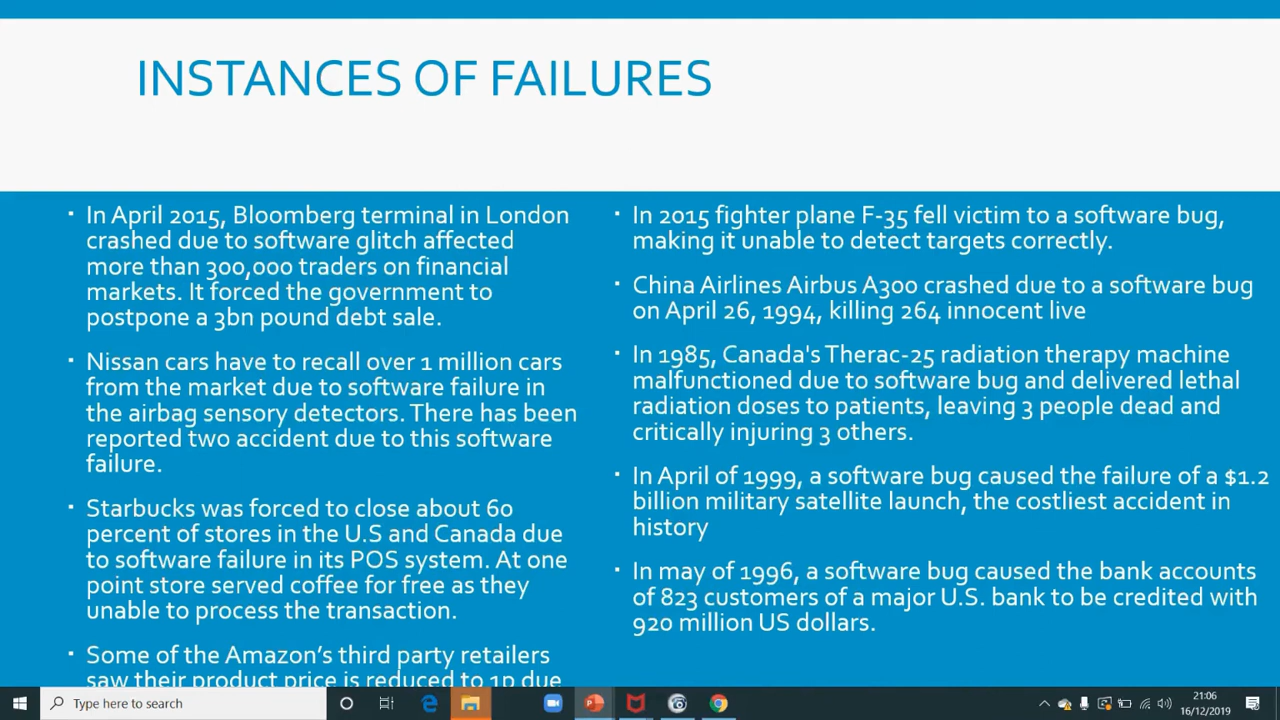 INSTANCES OF FAILURES
▪ In April 2015, Bloomberg terminal in London
crashed due to software glitch affected
more than 300,000 traders on financial
markets. It forced the government to
postpone a 3bn pound debt sale.
▪ Nissan cars have to recall over 1 million cars
from the market due to software failure in
the airbag sensory detectors. There has been
reported two accident due to this software
failure.
▪ Starbucks was forced to close about 60
percent of stores in the U.S and Canada due
to software failure in its POS system. At one
point store served coffee for free as they
unable to process the transaction.
▪ Some of the Amazon’s third party retailers
saw their product price is reduced to 1p due
▪ In 2015 fighter plane F-35 fell victim to a software bug,
making it unable to detect targets correctly.
▪ China Airlines Airbus A300 crashed due to a software bug
on April 26, 1994, killing 264 innocent live
▪ In 1985, Canada's Therac-25 radiation therapy machine
malfunctioned due to software bug and delivered lethal
radiation doses to patients, leaving 3 people dead and
critically injuring 3 others.
▪ In April of 1999, a software bug caused the failure of a $1.2
billion military satellite launch, the costliest accident in
history
▪ In may of 1996, a software bug caused the bank accounts
of 823 customers of a major U.S. bank to be credited with
920 million US dollars.
Type here to search
21:06
16/12/2019